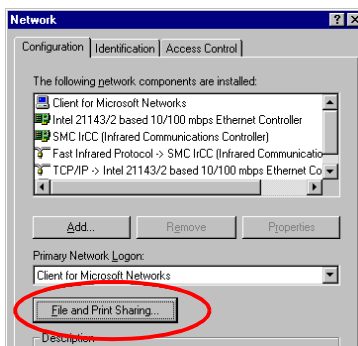 Network
Configuration Identification Access Control
The following network components are installed:
Client for Microsoft Networks
Intel 21143/2 based 10/100 mbps Ethernet Controller
SMC IrCC (Infrared Communications Controller)
Fast Infrared Protocol -> SMC IrCC (Infrared Communicatio
TCP/IP -> Intel 21143/2 based 10/100 mbps Ethernet Co
Add... Remove Properties
Primary Network Logon:
Client for Microsoft Networks
File and Print Sharing...
Description